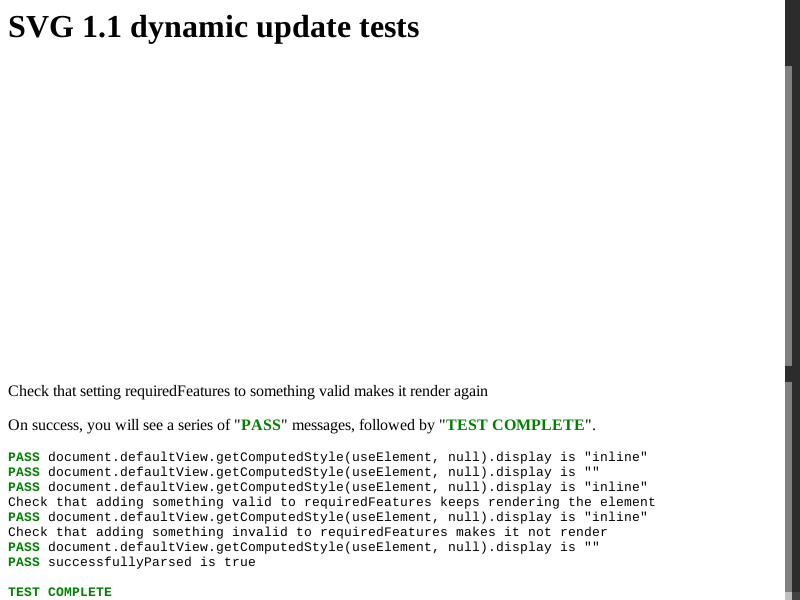 SVG 1.1 dynamic update tests
Check that setting requiredFeatures to something valid makes it render again
On success, you will see a series of "PASS" messages, followed by "TEST COMPLETE".
PASS document.defaultView.getComputedStyle(useElement, null).display is "inline"
PASS document.defaultView.getComputedStyle(useElement, null).display is ""
PASS document.defaultView.getComputedStyle(useElement, null).display is "inline"
Check that adding something valid to requiredFeatures keeps rendering the element
PASS document.defaultView.getComputedStyle(useElement, null).display is "inline"
Check that adding something invalid to requiredFeatures makes it not render
PASS document.defaultView.getComputedStyle(useElement, null).display is ""
PASS successfullyParsed is true
TEST COMPLETE